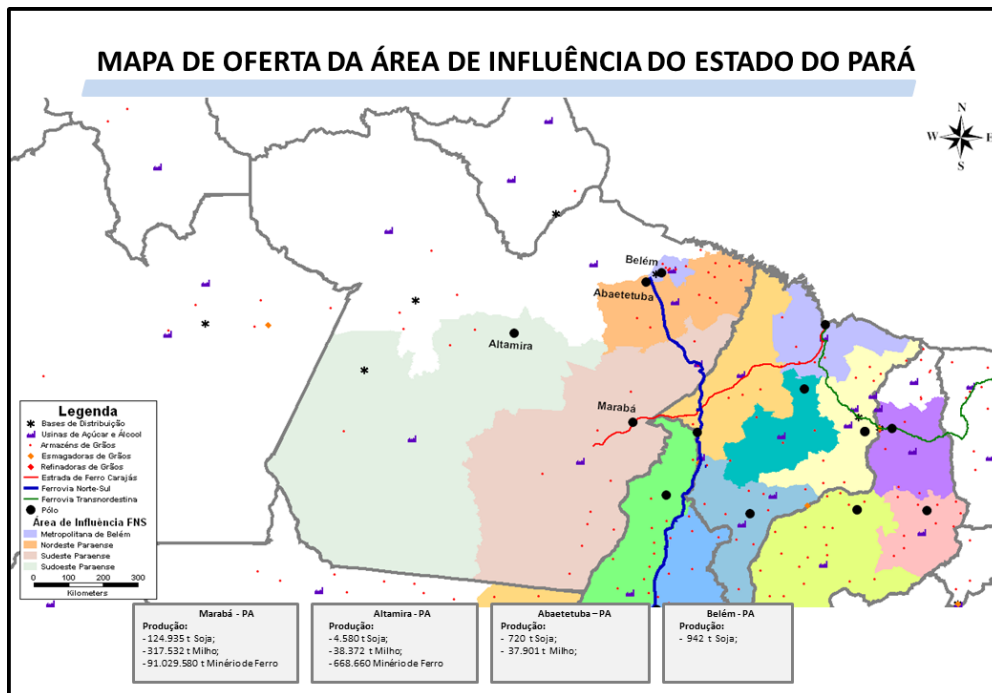 MAPA DE OFERTA DA ÁREA DE INFLUÊNCIA DO ESTADO DO PARÁ
N
W E
S
Belém
Abaetetuba
Altamira
Marabá
Legenda
Bases de Distribuição
Usinas de Açúcar e Álcool
Armazéns de Grãos
Esmagadoras de Grãos
Refinadoras de Grãos
Estrada de Ferro Carajás
Ferrovia Norte-Sul
Ferrovia Transnordestina
Pólo
Área de Influência FNS
Metropolitana de Belém
Nordeste Paraense
Sudeste Paraense
Sudoeste Paraense
0 100 200 300
Kilometers
Marabá - PA
Produção:
- 124.935 t Soja;
- 317.532 t Milho;
- 91.029.580 t Minério de Ferro
Altamira - PA
Produção:
- 4.580 t Soja;
- 38.372 t Milho;
- 668.660 Minério de Ferro
Abaetetuba – PA
Produção:
- 720 t Soja;
- 37.901 t Milho;
Belém - PA
Produção:
- 942 t Soja;